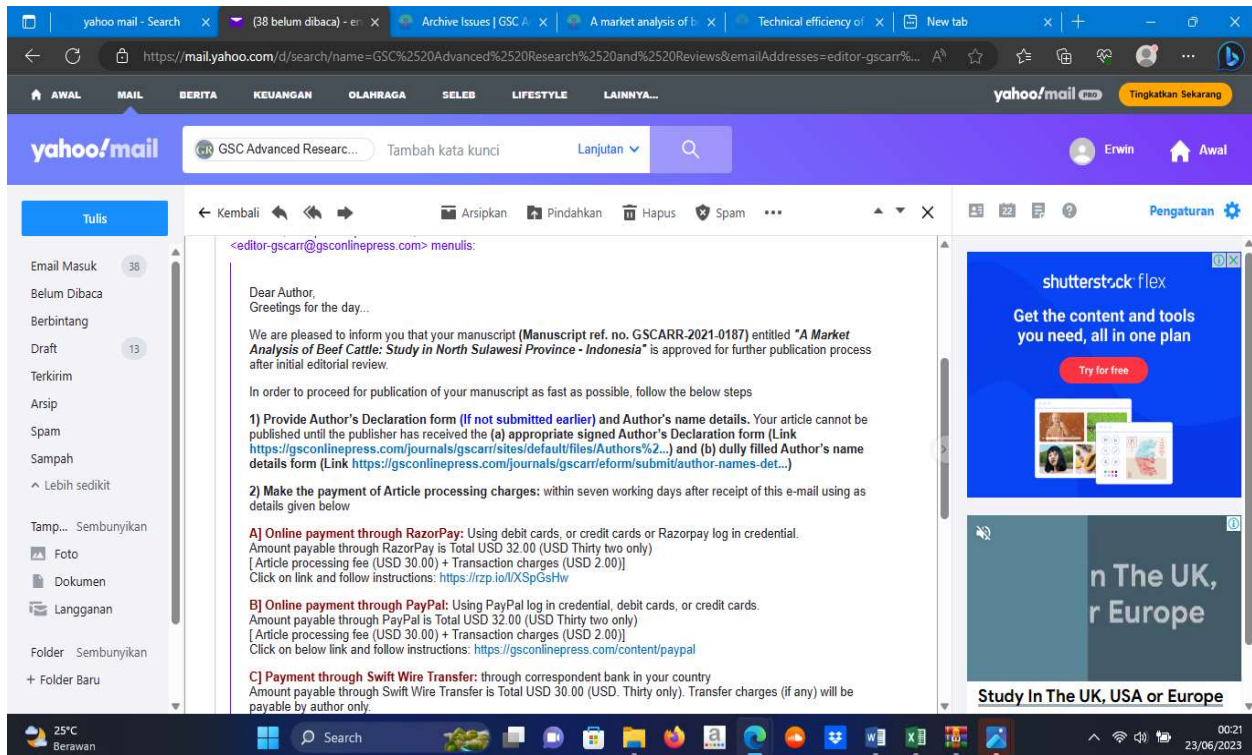 yahoo mail - Search
(38 belum dibaca) - er
Archive Issues | GSC A
A market analysis of b
Technical efficiency of
New tab
https://mail.yahoo.com/d/search/name=GSC%2520Advanced%2520Research%2520and%2520Reviews&emailAddresses=editor-gscarr%...
AWAL MAIL BERITA KEUANGAN OLAHRAGA SELEB LIFESTYLE LAINNYA...
yahoo!mail PRO
Tingkatkan Sekarang
yahoo!mail
GR GSC Advanced Researc... Tambah kata kunci Lanjutan
Erwin
Awal
Tulis
Kembali
Arsipkan Pindahkan Hapus Spam
22
Pengaturan
Email Masuk 38
Belum Dibaca
Berbintang
Draft 13
Terkirim
Arsip
Spam
Sampah
Lebih sedikit
Tamp... Sembunyikan
Foto
Dokumen
Langganan
Folder Sembunyikan
+ Folder Baru
<editor-gscarr@gsconlinepress.com> menulis:
Dear Author,
Greetings for the day...
We are pleased to inform you that your manuscript (Manuscript ref. no. GSCARR-2021-0187) entitled "A Market
Analysis of Beef Cattle: Study in North Sulawesi Province - Indonesia" is approved for further publication process
after initial editorial review.
In order to proceed for publication of your manuscript as fast as possible, follow the below steps
1) Provide Author's Declaration form (If not submitted earlier) and Author's name details. Your article cannot be
published until the publisher has received the (a) appropriate signed Author's Declaration form (Link
https://gsconlinepress.com/journals/gscarr/sites/default/files/Authors%2...) and (b) dully filled Author's name
details form (Link https://gsconlinepress.com/journals/gscarr/eform/submit/author-names-det...)
2) Make the payment of Article processing charges: within seven working days after receipt of this e-mail using as
details given below
A] Online payment through RazorPay: Using debit cards, or credit cards or Razorpay log in credential.
Amount payable through RazorPay is Total USD 32.00 (USD Thirty two only)
[ Article processing fee (USD 30.00) + Transaction charges (USD 2.00)]
Click on link and follow instructions: https://rzp.io/l/XSpGsHw
B] Online payment through PayPal: Using PayPal log in credential, debit cards, or credit cards.
Amount payable through PayPal is Total USD 32.00 (USD Thirty two only)
[ Article processing fee (USD 30.00) + Transaction charges (USD 2.00)]
Click on below link and follow instructions: https://gsconlinepress.com/content/paypal
C] Payment through Swift Wire Transfer: through correspondent bank in your country
Amount payable through Swift Wire Transfer is Total USD 30.00 (USD. Thirty only). Transfer charges (if any) will be
payable by author only.
shutterstock flex
Get the content and tools
you need, all in one plan
Try for free
n The UK,
r Europe
Study In The UK, USA or Europe
25°C
Berawan
Search
00:21
23/06/2023